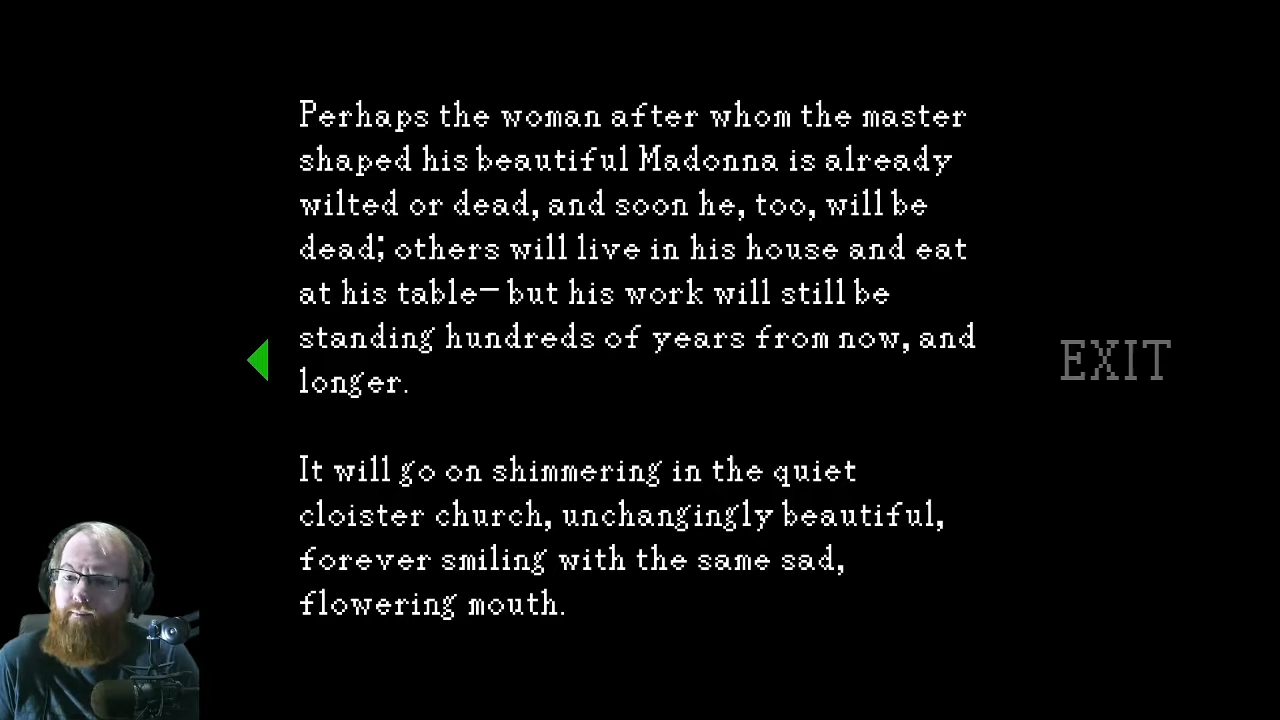 Perhaps the woman after whom the master
shaped his beautiful Madonna is already
wilted or dead, and soon he, too, will be
dead; others will live in his house and eat
at his table—but his work will still be
standing hundreds of years from now, and
longer.
EXIT
It will go on shimmering in the quiet
cloister church, unchangingly beautiful,
forever smiling with the same sad,
flowering mouth.